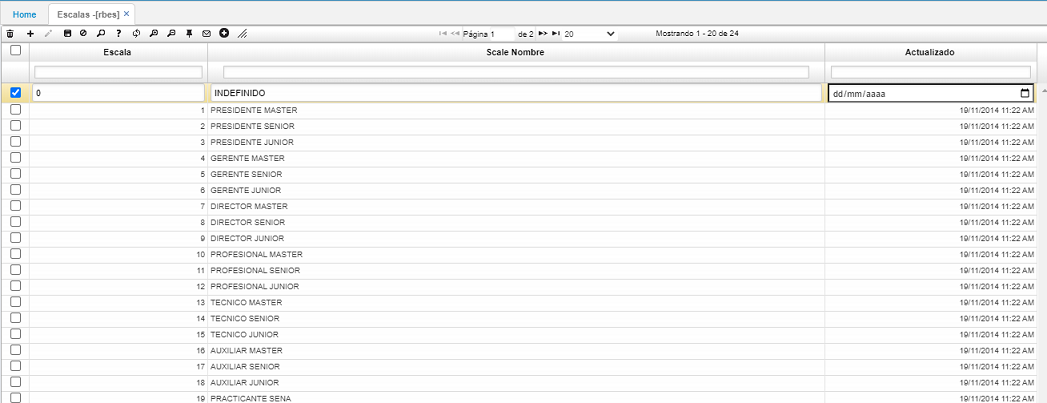 Home Escalas -[rbes] ×
Página 1 de 2 20 Mostrando 1 - 20 de 24
Escala Scale Nombre Actualizado
0 INDEFINIDO dd/mm/aaaa
1 PRESIDENTE MASTER 19/11/2014 11:22 AM
2 PRESIDENTE SENIOR 19/11/2014 11:22 AM
3 PRESIDENTE JUNIOR 19/11/2014 11:22 AM
4 GERENTE MASTER 19/11/2014 11:22 AM
5 GERENTE SENIOR 19/11/2014 11:22 AM
6 GERENTE JUNIOR 19/11/2014 11:22 AM
7 DIRECTOR MASTER 19/11/2014 11:22 AM
8 DIRECTOR SENIOR 19/11/2014 11:22 AM
9 DIRECTOR JUNIOR 19/11/2014 11:22 AM
10 PROFESIONAL MASTER 19/11/2014 11:22 AM
11 PROFESIONAL SENIOR 19/11/2014 11:22 AM
12 PROFESIONAL JUNIOR 19/11/2014 11:22 AM
13 TECNICO MASTER 19/11/2014 11:22 AM
14 TECNICO SENIOR 19/11/2014 11:22 AM
15 TECNICO JUNIOR 19/11/2014 11:22 AM
16 AUXILIAR MASTER 19/11/2014 11:22 AM
17 AUXILIAR SENIOR 19/11/2014 11:22 AM
18 AUXILIAR JUNIOR 19/11/2014 11:22 AM
19 PRACTICANTE SENA 19/11/2014 11:22 AM